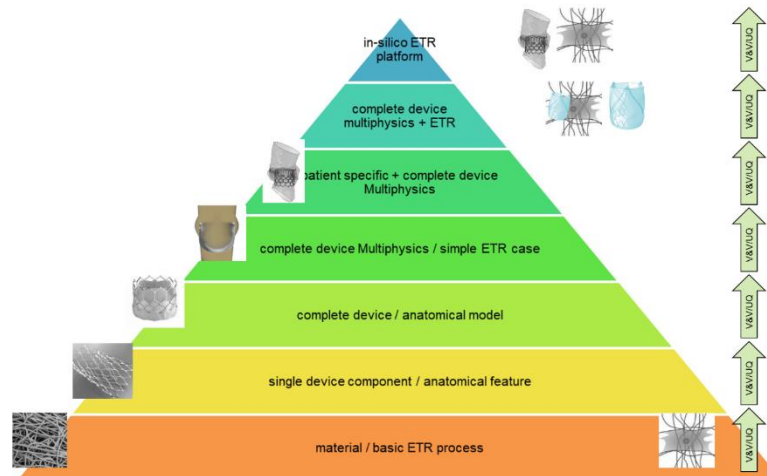 in-silico ETR
platform
V&V/UQ
complete device
multiphysics + ETR
V&V/UQ
patient specific + complete device
Multiphysics
V&V/UQ
complete device Multiphysics / simple ETR case
V&V/UQ
complete device / anatomical model
V&V/UQ
single device component / anatomical feature
V&V/UQ
material / basic ETR process
V&V/UQ